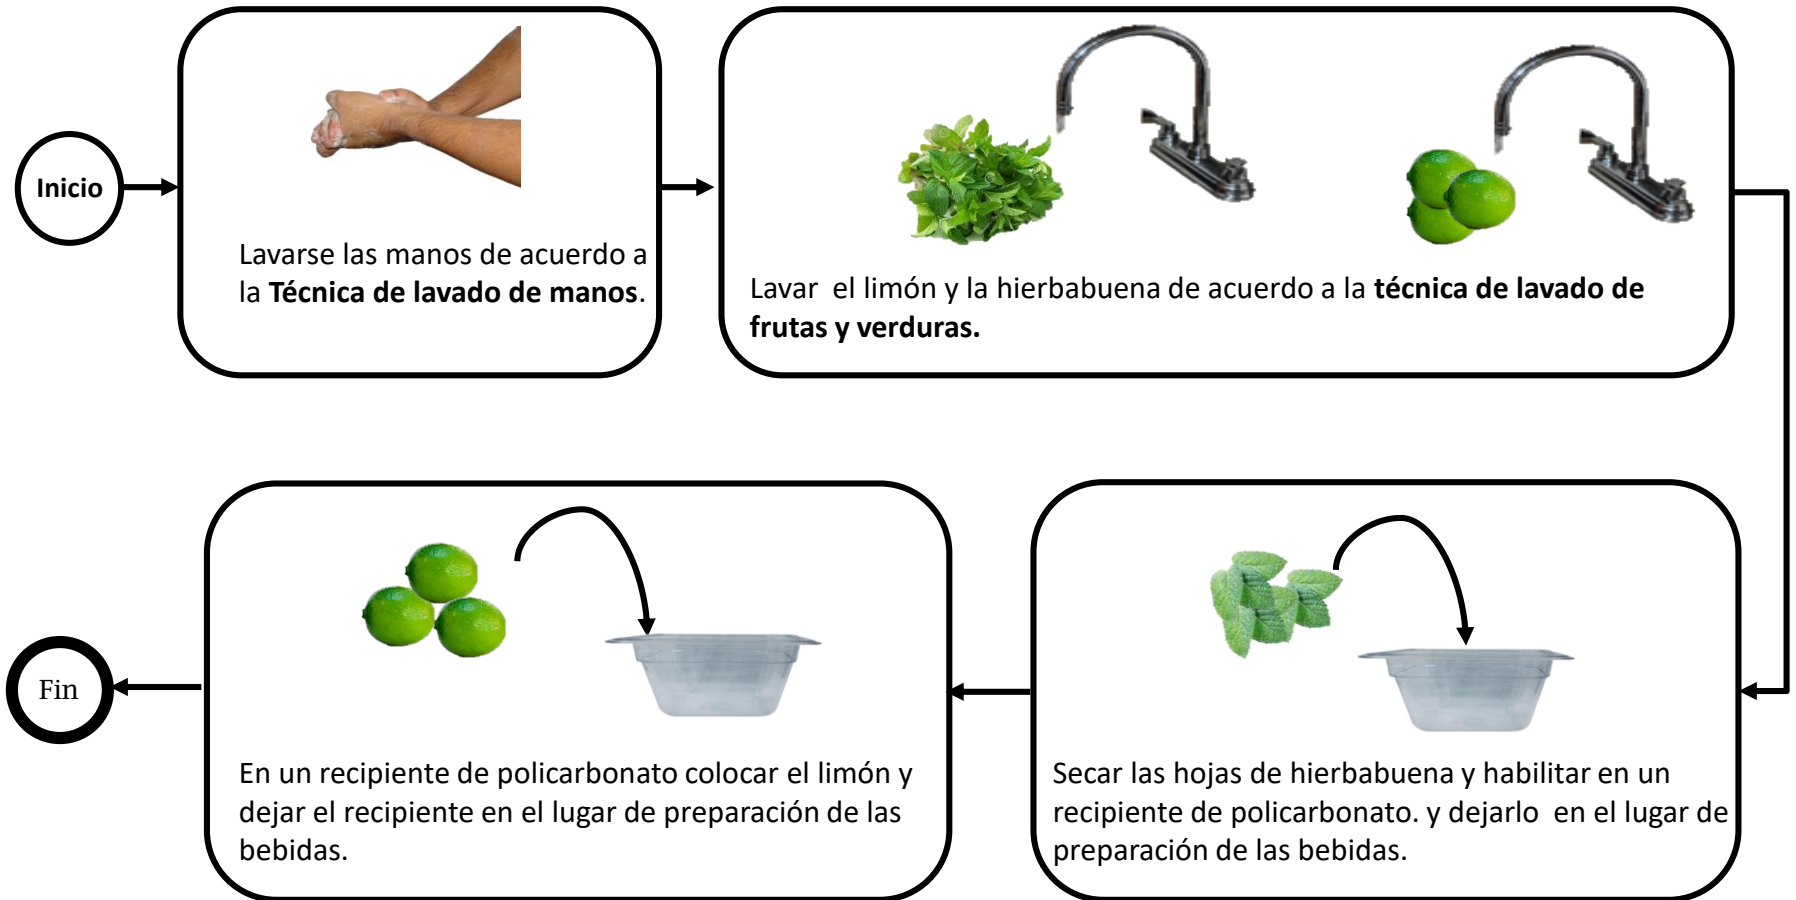 Inicio
Lavarse las manos de acuerdo a
la Técnica de lavado de manos.
Lavar  el limón y la hierbabuena de acuerdo a la técnica de lavado de
frutas y verduras.
Secar las hojas de hierbabuena y habilitar en un
recipiente de policarbonato. y dejarlo  en el lugar de
preparación de las bebidas.
En un recipiente de policarbonato colocar el limón y
dejar el recipiente en el lugar de preparación de las
bebidas.
Fin